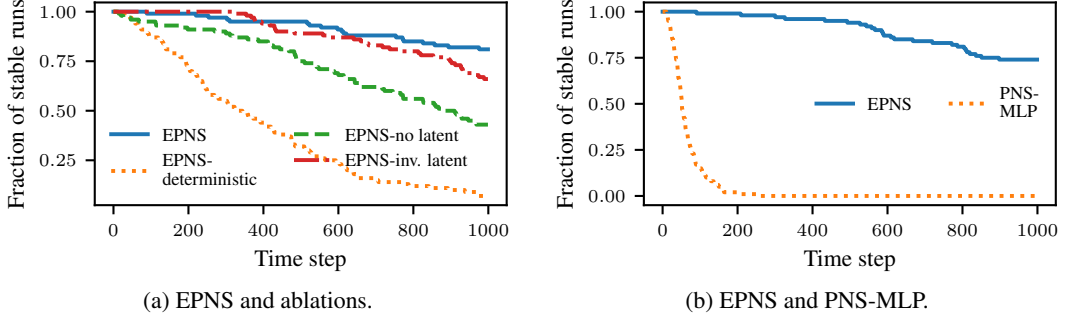 Fraction of stable runs
1.00
0.75
0.50
0.25
EPNS
EPNS-
deterministic
EPNS-no latent
EPNS-inv. latent
0
200
400
600
800
1000
Time step
(a) EPNS and ablations.
Fraction of stable runs
1.00
0.75
0.50
0.25
0.00
EPNS
PNS-
MLP
0
200
400
600
800
1000
Time step
(b) EPNS and PNS-MLP.